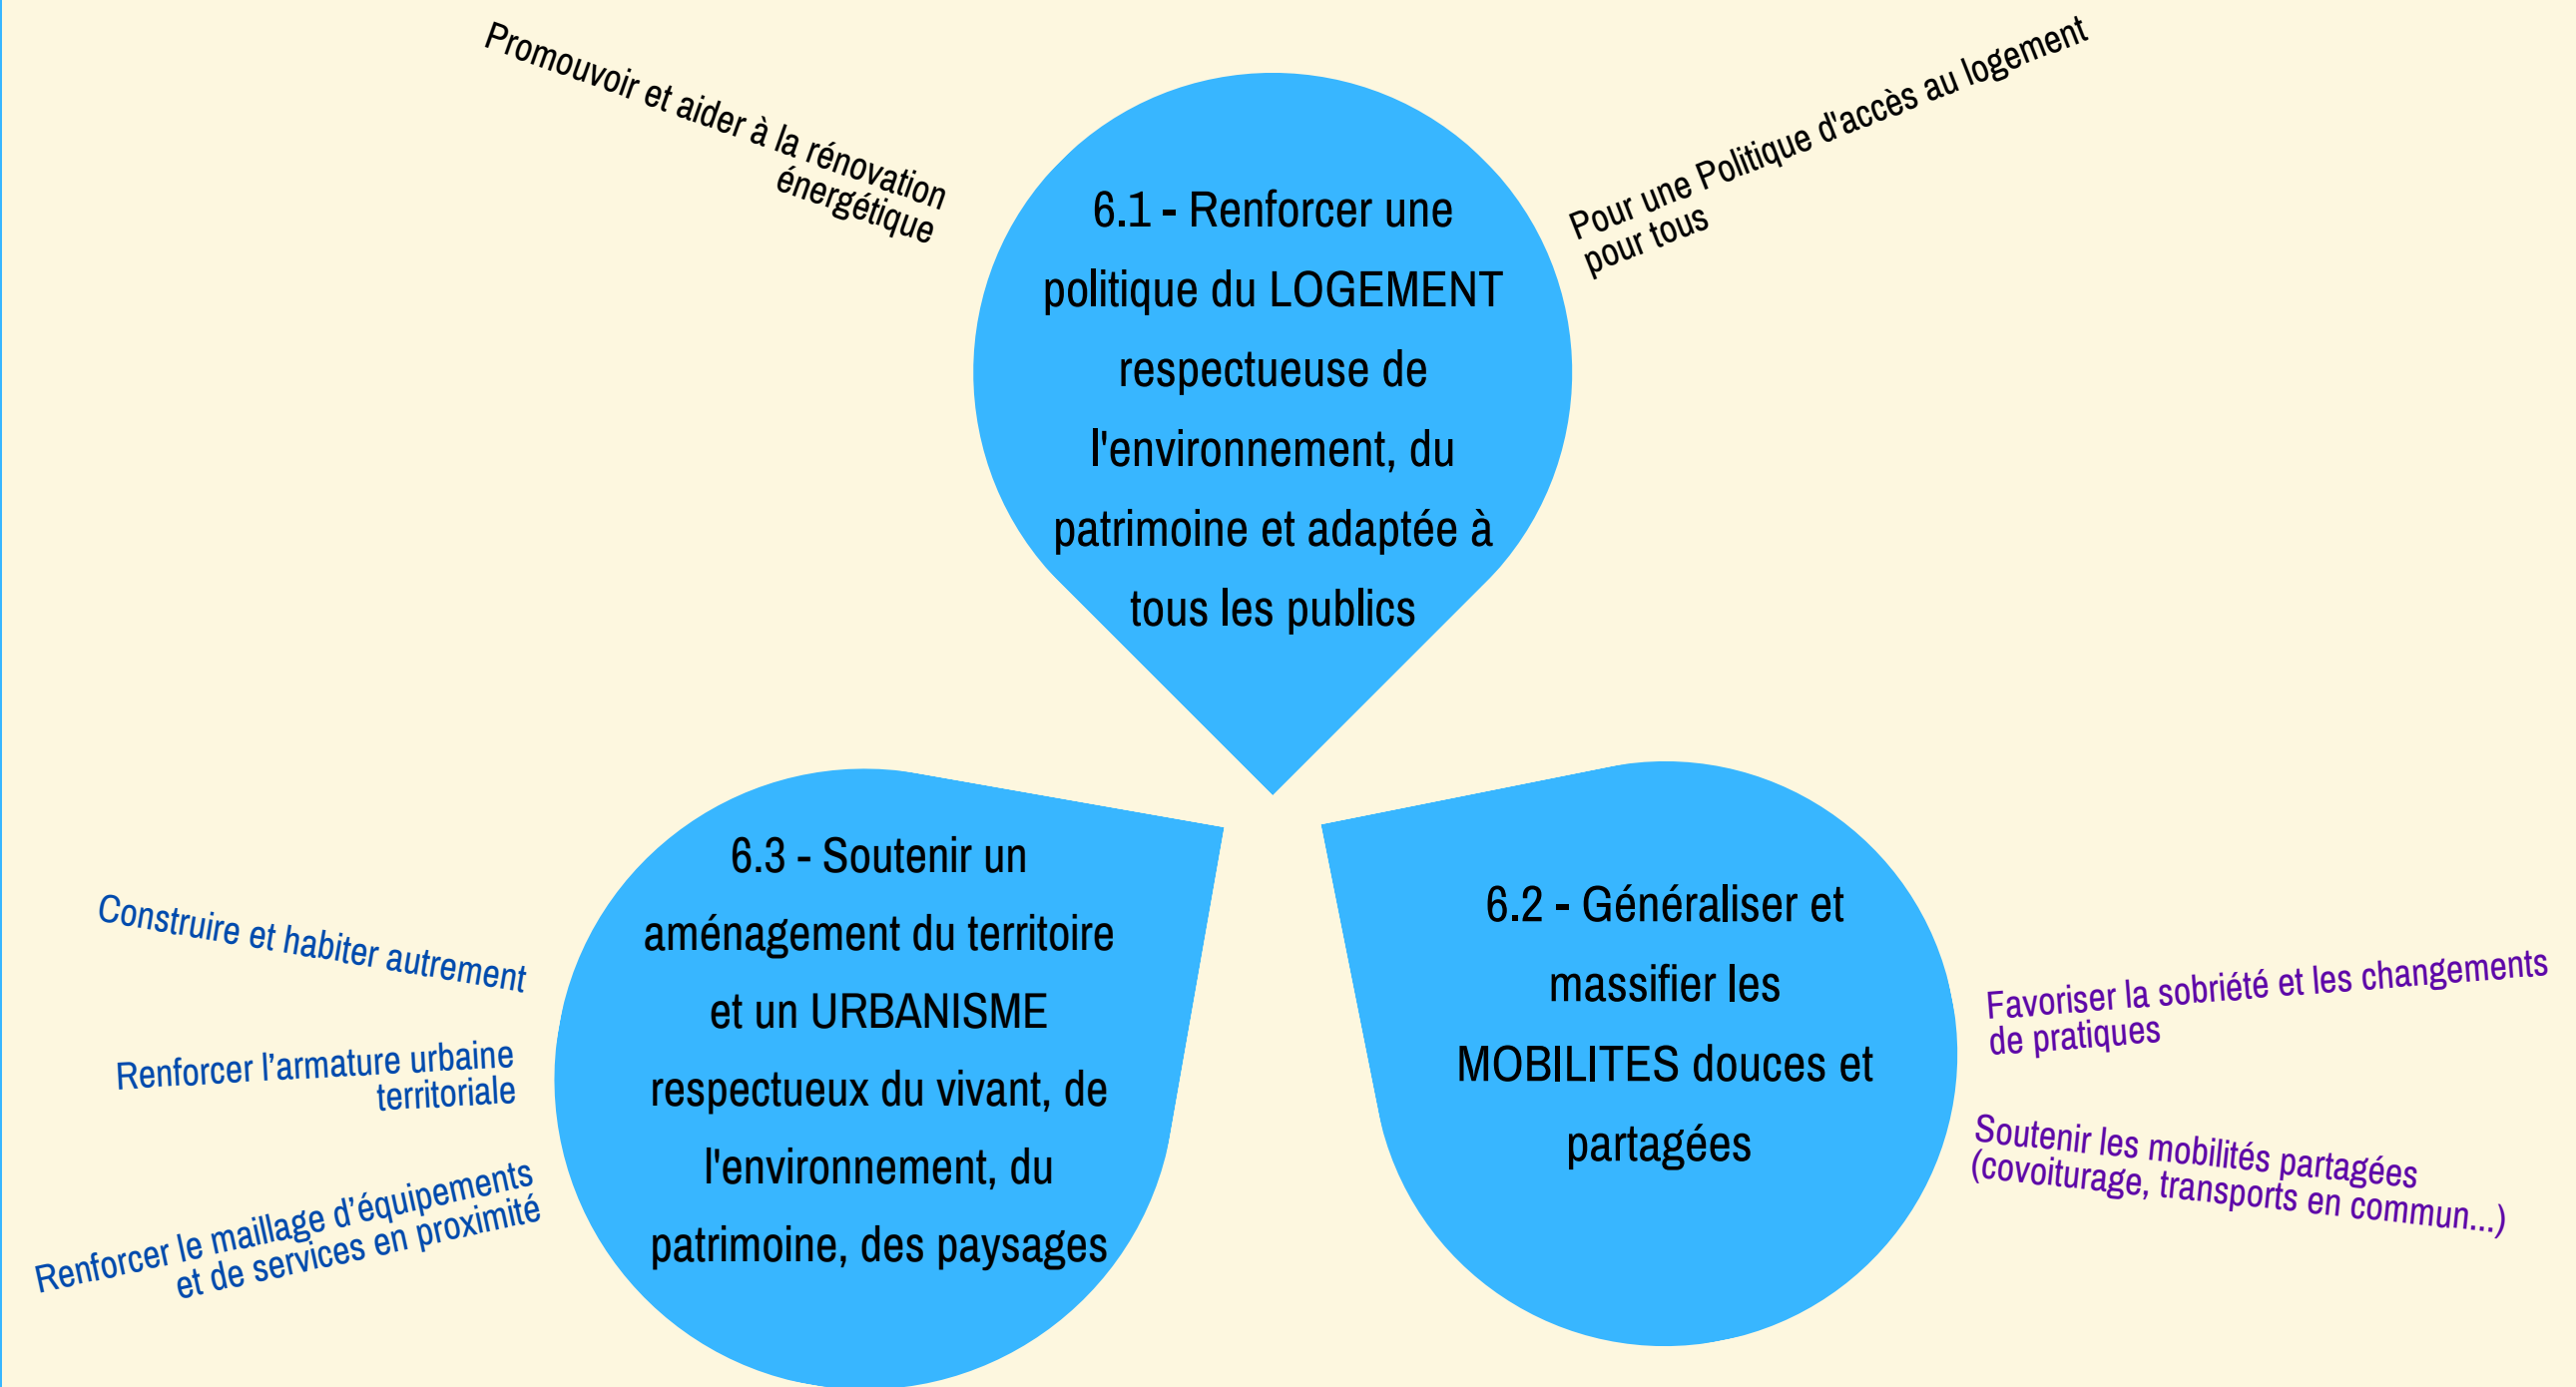 Promouvoir et aider à la rénovation
énergétique
Pour une Politique d'accès au logement
pour tous
6.1 - Renforcer une
politique du LOGEMENT
respectueuse de
l'environnement, du
patrimoine et adaptée à
tous les publics
6.3 - Soutenir un
aménagement du territoire
et un URBANISME
respectueux du vivant, de
l'environnement, du
patrimoine, des paysages
6.2 - Généraliser et
massifier les
MOBILITES douces et
partagées
Construire et habiter autrement
Renforcer l’armature urbaine
territoriale
Renforcer le maillage d’équipements
et de services en proximité
Favoriser la sobriété et les changements
de pratiques
Soutenir les mobilités partagées
(covoiturage, transports en commun...)